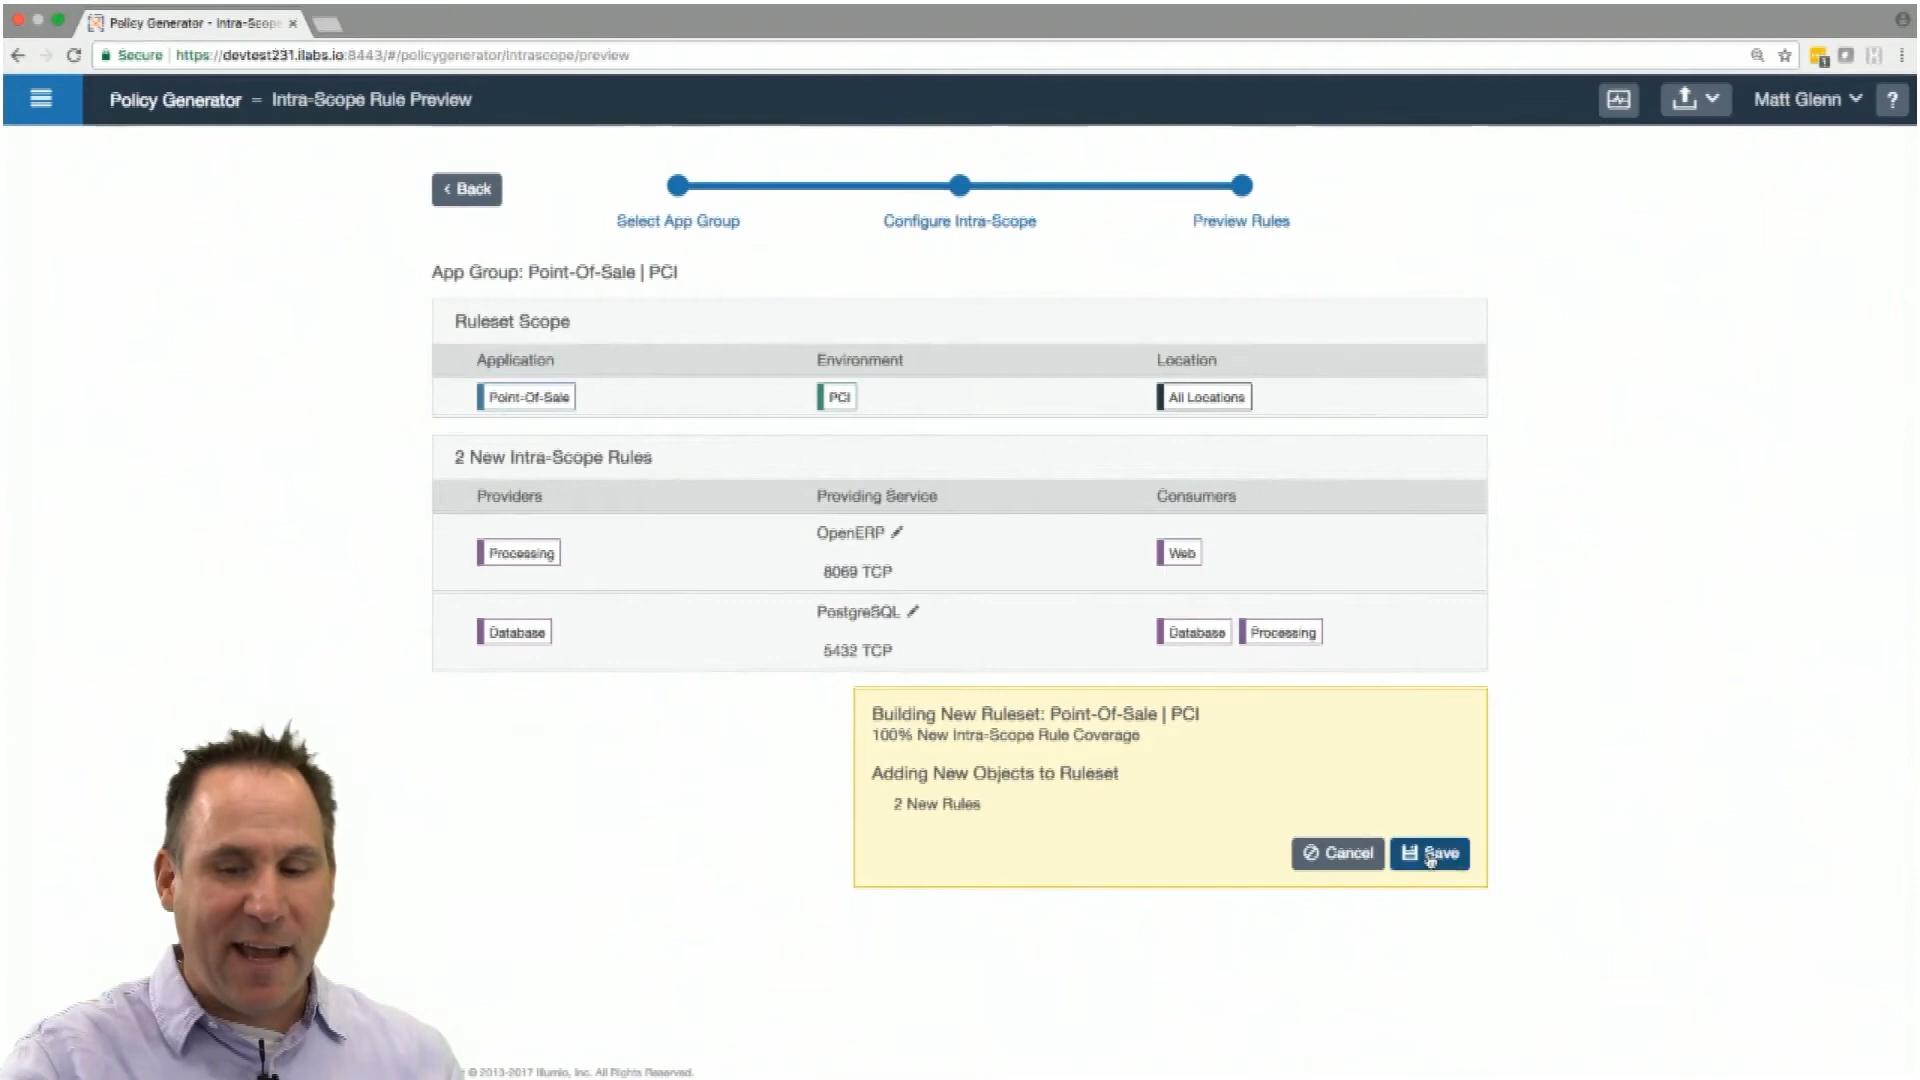 Policy Generator - Intra-Scope
Secure https://devtest231.ilabs.io:8443/#/policygenerator/intrascope/preview
Policy Generator – Intra-Scope Rule Preview
Matt Glenn
?
Back
Select App Group
Configure Intra-Scope
Preview Rules
App Group: Point-Of-Sale | PCI
Ruleset Scope
Application Environment Location
Point-Of-Sale PCI All Locations
2 New Intra-Scope Rules
Providers Providing Service Consumers
OpenERP
Processing Web
8069 TCP
PostgreSQL
Database Database Processing
5432 TCP
Building New Ruleset: Point-Of-Sale | PCI
100% New Intra-Scope Rule Coverage
Adding New Objects to Ruleset
2 New Rules
Cancel Save
© 2013-2017 Illumio, Inc. All Rights Reserved.